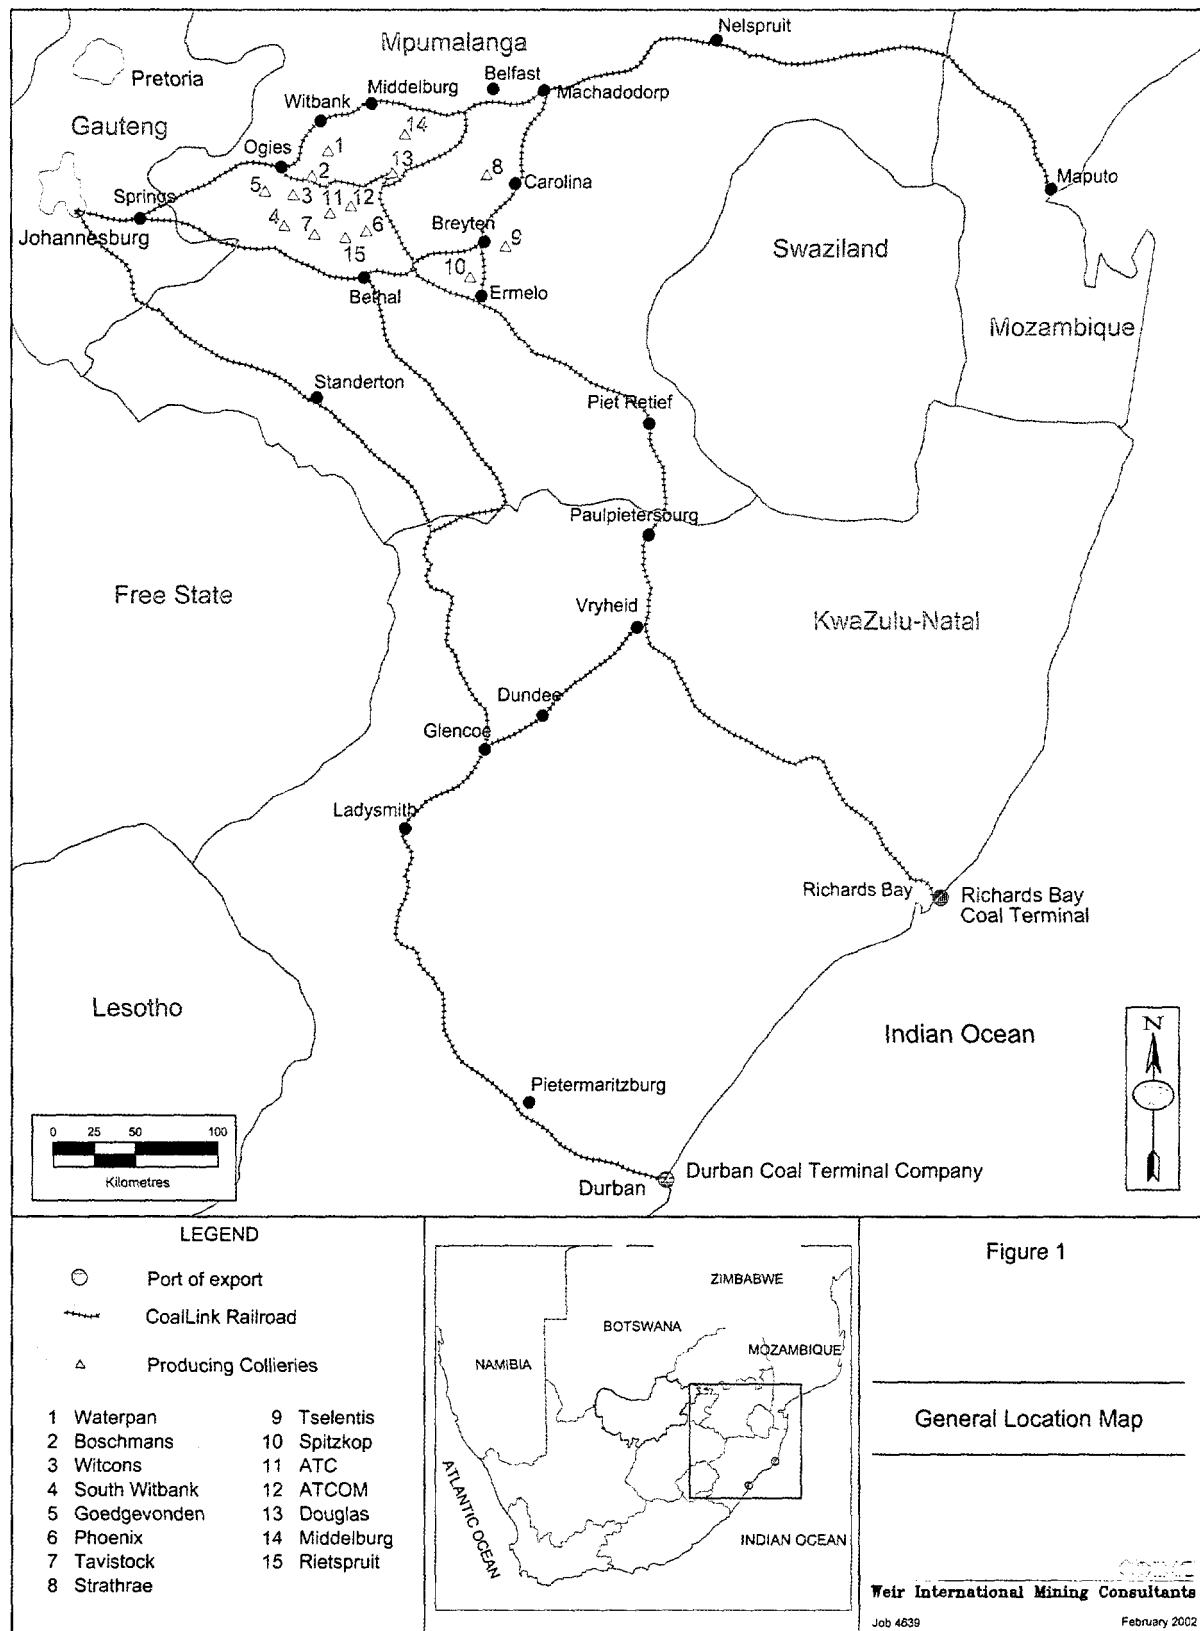 Nelspruit
Mpumalanga
Pretoria
Belfast
Middelburg
Machadodorp
Witbank
Gauteng
14
Ogies
1
13
2
8
Carolina
Maputo
5
3
11
12
Springs
4
7
6
Breyten
9
Johannesburg
15
10
Swaziland
Bethal
Ermelo
Mozambique
Standerton
Piet Retief
Paulpietersburg
Free State
Vryheid
KwaZulu-Natal
Dundee
Glencoe
Ladysmith
Richards Bay
Richards Bay
Coal Terminal
Lesotho
Indian Ocean
N
Pietermaritzburg
0 25 50 100
Kilometres
Durban Coal Terminal Company
Durban
LEGEND
Port of export
CoalLink Railroad
Producing Collieries
1 Waterpan
2 Boschmans
3 Witcons
4 South Witbank
5 Goedgevonden
6 Phoenix
7 Tavistock
8 Strathrae
9 Tselentis
10 Spitzkop
11 ATC
12 ATCOM
13 Douglas
14 Middelburg
15 Rietspruit
ZIMBABWE
BOTSWANA
MOZAMBIQUE
NAMIBIA
ATLANTIC OCEAN
INDIAN OCEAN
Figure 1
General Location Map
Weir International Mining Consultants
Job 4639
February 2002